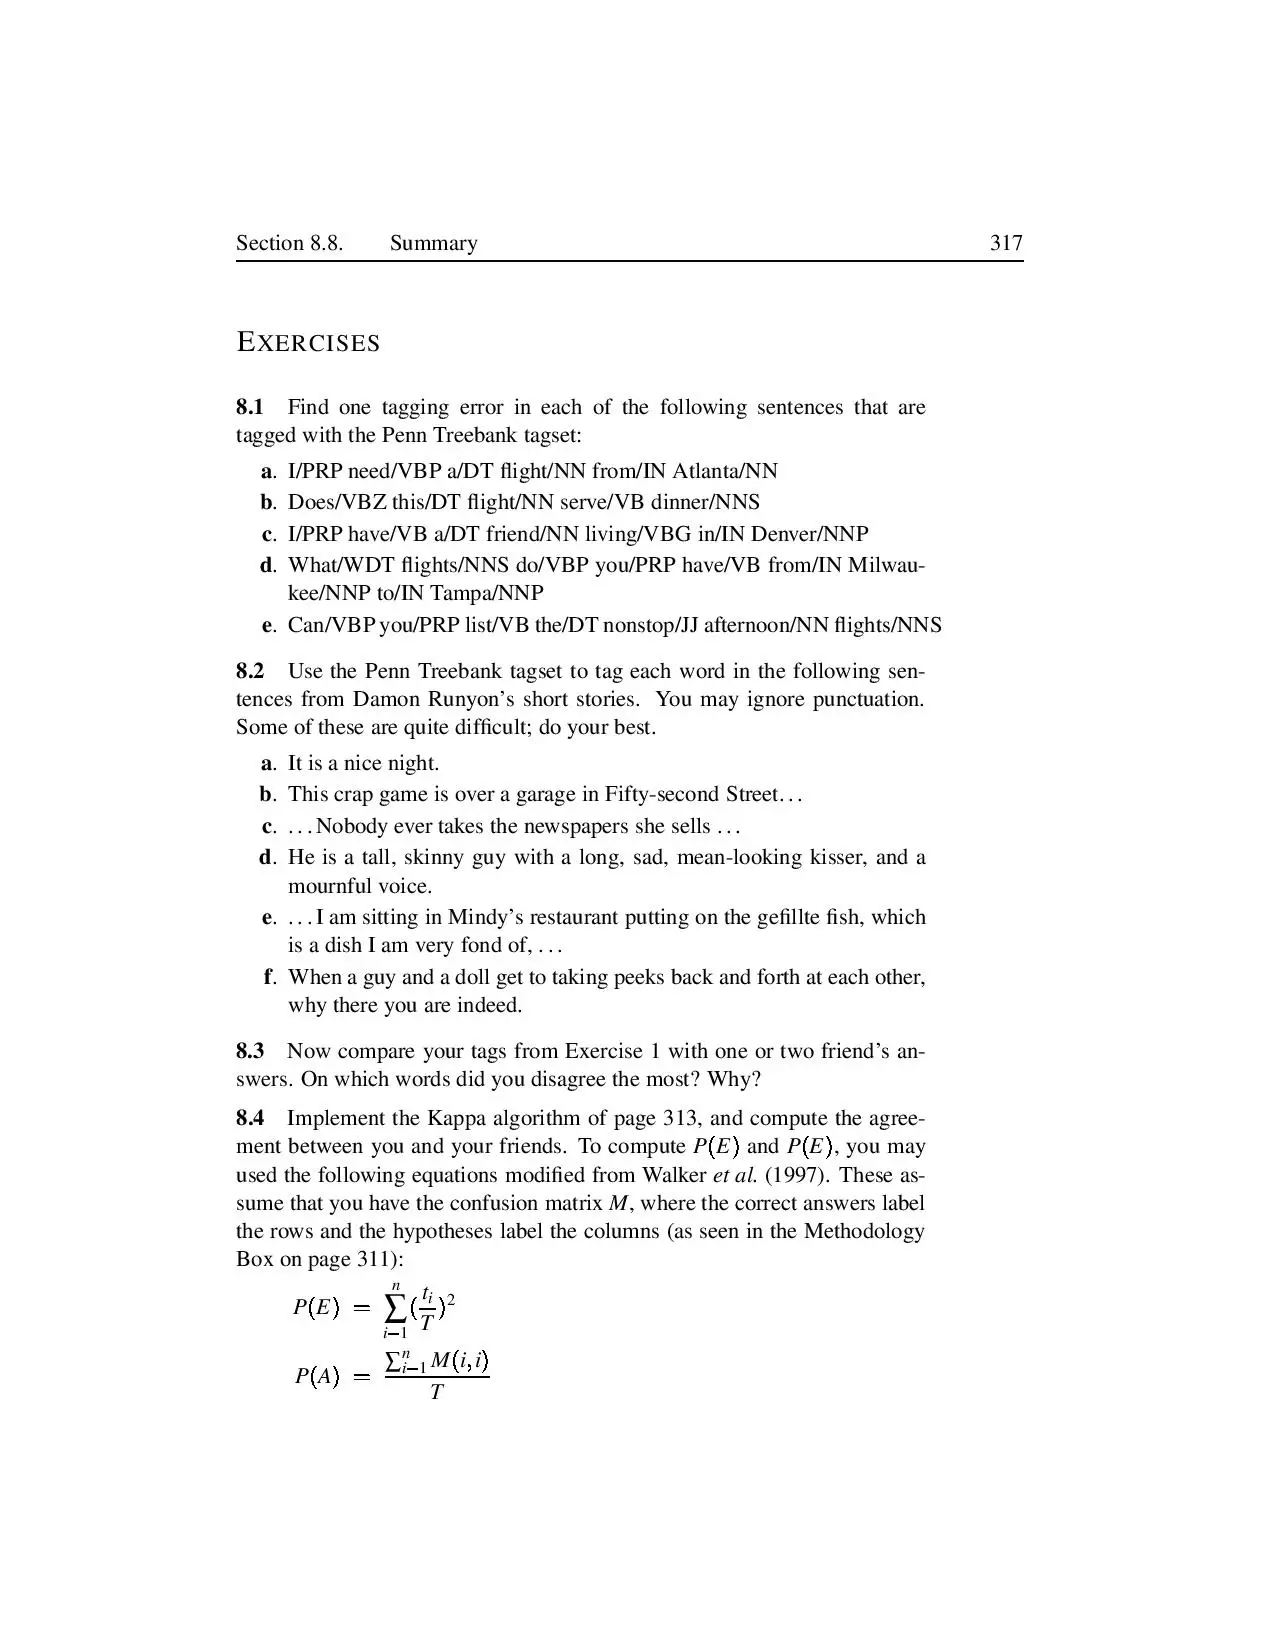 Section 8.8. Summary 317
EXERCISES
8.1 Find one tagging error in each of the following sentences that are
tagged with the Penn Treebank tagset:
a. I/PRP need/VBP a/DT flight/NN from/IN Atlanta/NN
b. Does/VBZ this/DT flight/NN serve/VB dinner/NNS
c. I/PRP have/VB a/DT friend/NN living/VBG in/IN Denver/NNP
d. What/WDT flights/NNS do/VBP you/PRP have/VB from/IN Milwau-
kee/NNP to/IN Tampa/NNP
e. Can/VBP you/PRP list/VB the/DT nonstop/JJ afternoon/NN flights/NNS
8.2 Use the Penn Treebank tagset to tag each word in the following sen-
tences from Damon Runyon's short stories. You may ignore punctuation.
Some of these are quite difficult; do your best.
a. It is a nice night.
b. This crap game is over a garage in Fifty-second Street. . .
c. . . . Nobody ever takes the newspapers she sells . . .
d. He is a tall, skinny guy with a long, sad, mean-looking kisser, and a
mournful voice.
e. . . . I am sitting in Mindy's restaurant putting on the gefillte fish, which
is a dish I am very fond of, . . .
f. When a guy and a doll get to taking peeks back and forth at each other,
why there you are indeed.
8.3 Now compare your tags from Exercise 1 with one or two friend's an-
swers. On which words did you disagree the most? Why?
8.4 Implement the Kappa algorithm of page 313, and compute the agree-
ment between you and your friends. To compute P(E) and P(E), you may
used the following equations modified from Walker et al. (1997). These as-
sume that you have the confusion matrix M, where the correct answers label
the rows and the hypotheses label the columns (as seen in the Methodology
Box on page 311):
P(E) = ∑_{i−1}^{n} (t_i/T)²
P(A) = ∑_{i−1}^{n} M(i,i) / T